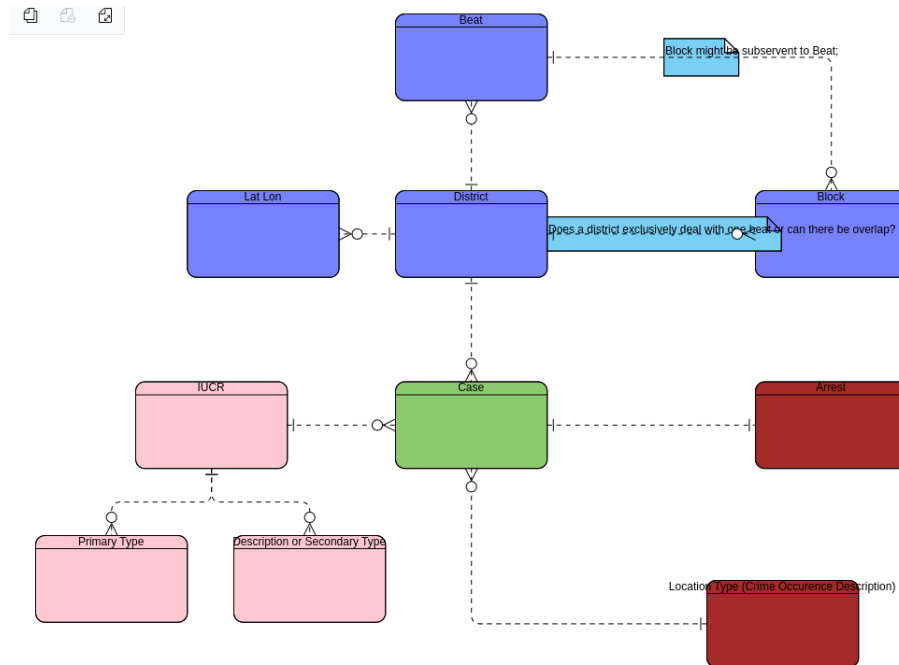 Beat
Block might be subservent to Beat;
Lat Lon
District
Block
Does a district exclusively deal with one beat or can there be overlap?
IUCR
Case
Arrest
Primary Type
Description or Secondary Type
Location Type (Crime Occurence Description)